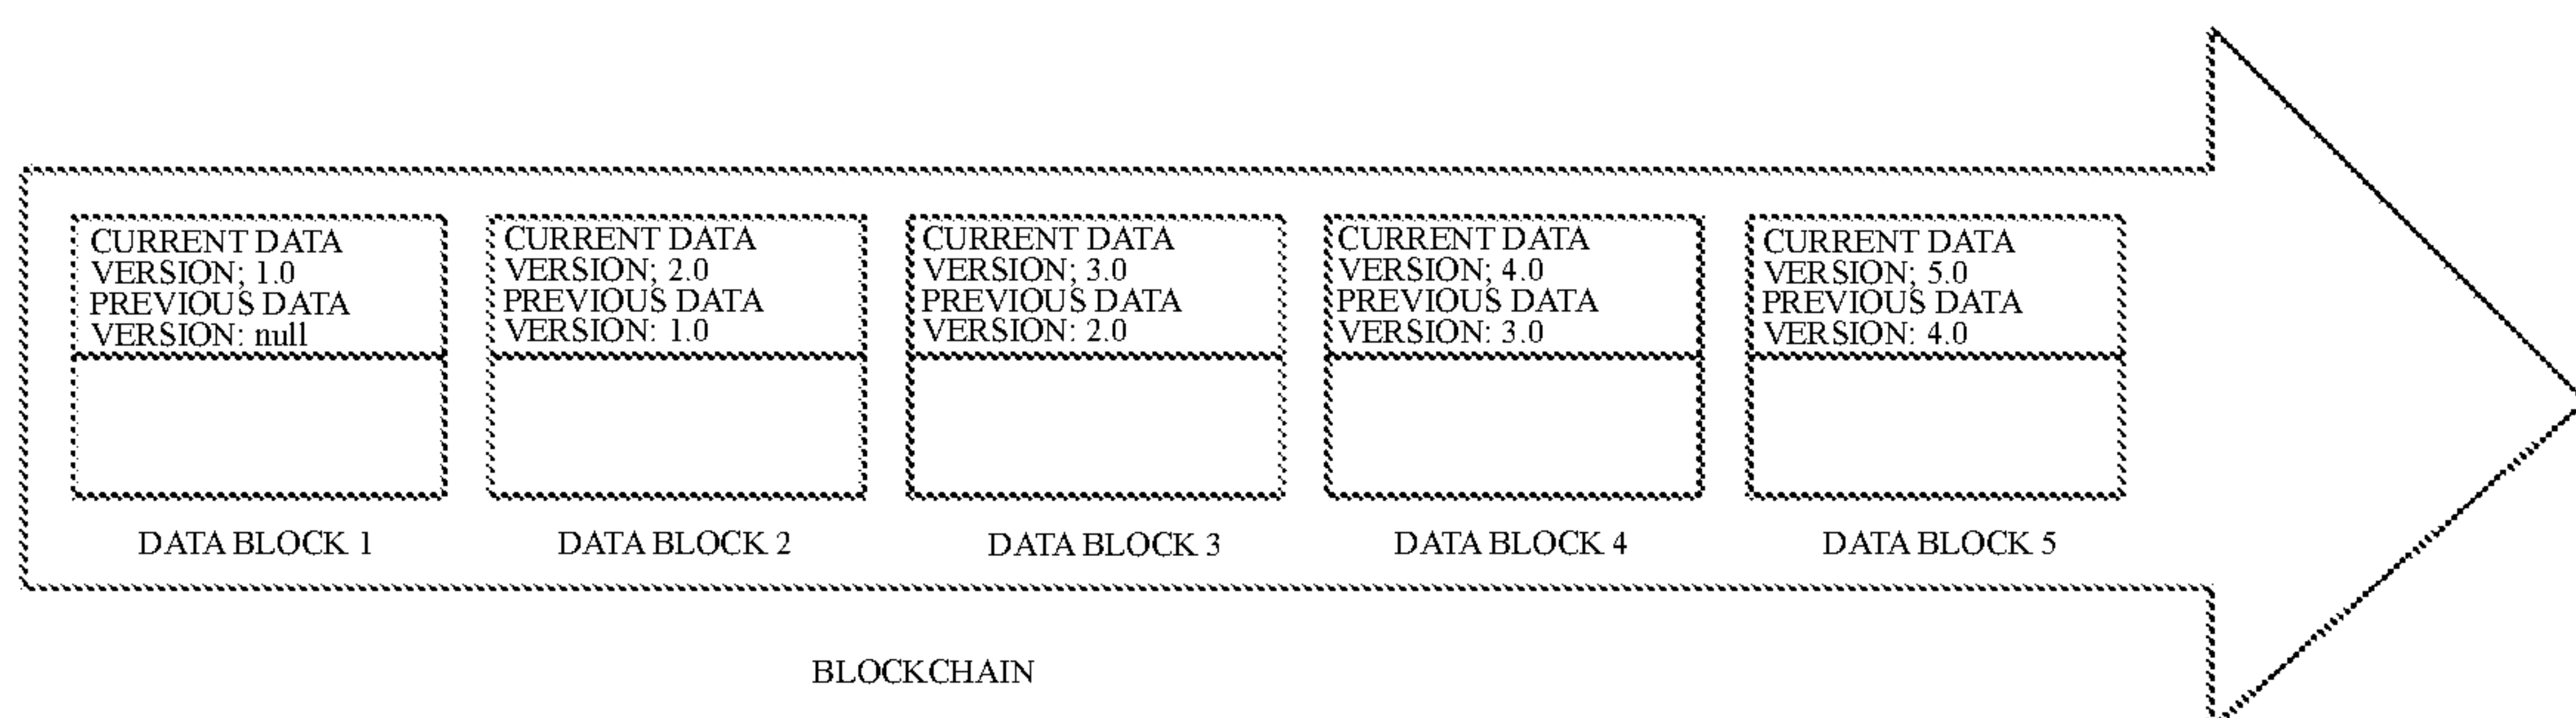 CURRENT DATA
VERSION; 1.0
PREVIOUS DATA
VERSION: null
DATA BLOCK 1
CURRENT DATA
VERSION; 2.0
PREVIOUS DATA
VERSION: 1.0
DATA BLOCK 2
CURRENT DATA
VERSION; 3.0
PREVIOUS DATA
VERSION: 2.0
DATA BLOCK 3
CURRENT DATA
VERSION; 4.0
PREVIOUS DATA
VERSION: 3.0
DATA BLOCK 4
CURRENT DATA
VERSION; 5.0
PREVIOUS DATA
VERSION: 4.0
DATA BLOCK 5
BLOCKCHAIN